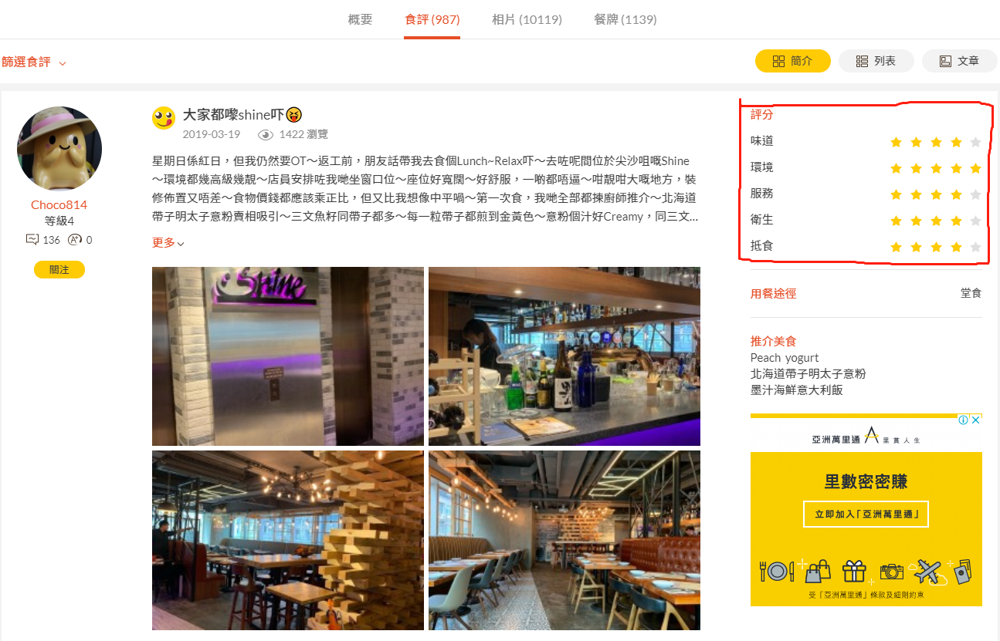 概要
食評 (987)
相片 (10119)
餐牌 (1139)
篩選食評
簡介
列表
文章
大家都嚟shine吓
2019-03-19
1422 瀏覽
星期日係紅日，但我仍然要OT～返工前，朋友話帶我去食個Lunch~Relax吓～去咗呢間位於尖沙咀嘅Shine
～環境都幾高級幾靚～店員安排咗我哋坐窗口位～座位好寬闊～好舒服，一啲都唔逼～咁靚咁大嘅地方，裝
修佈置又唔差～食物價錢都應該乘正比，但又比我想像中平喎～第一次食，我哋全部都揀廚師推介～北海道
帶子明太子意粉賣相吸引～三文魚籽同帶子都多～每一粒帶子都煎到金黃色～意粉個汁好Creamy，同三文...
更多
Choco814
等級4
136
0
關注
Shine
評分
味道
環境
服務
衛生
抵食
用餐途徑
堂食
推介美食
Peach yogurt
北海道帶子明太子意粉
墨汁海鮮意大利飯
亞洲萬里通
里賞人生
里數密密賺
立即加入「亞洲萬里通」
受「亞洲萬里通」條款及細則約束